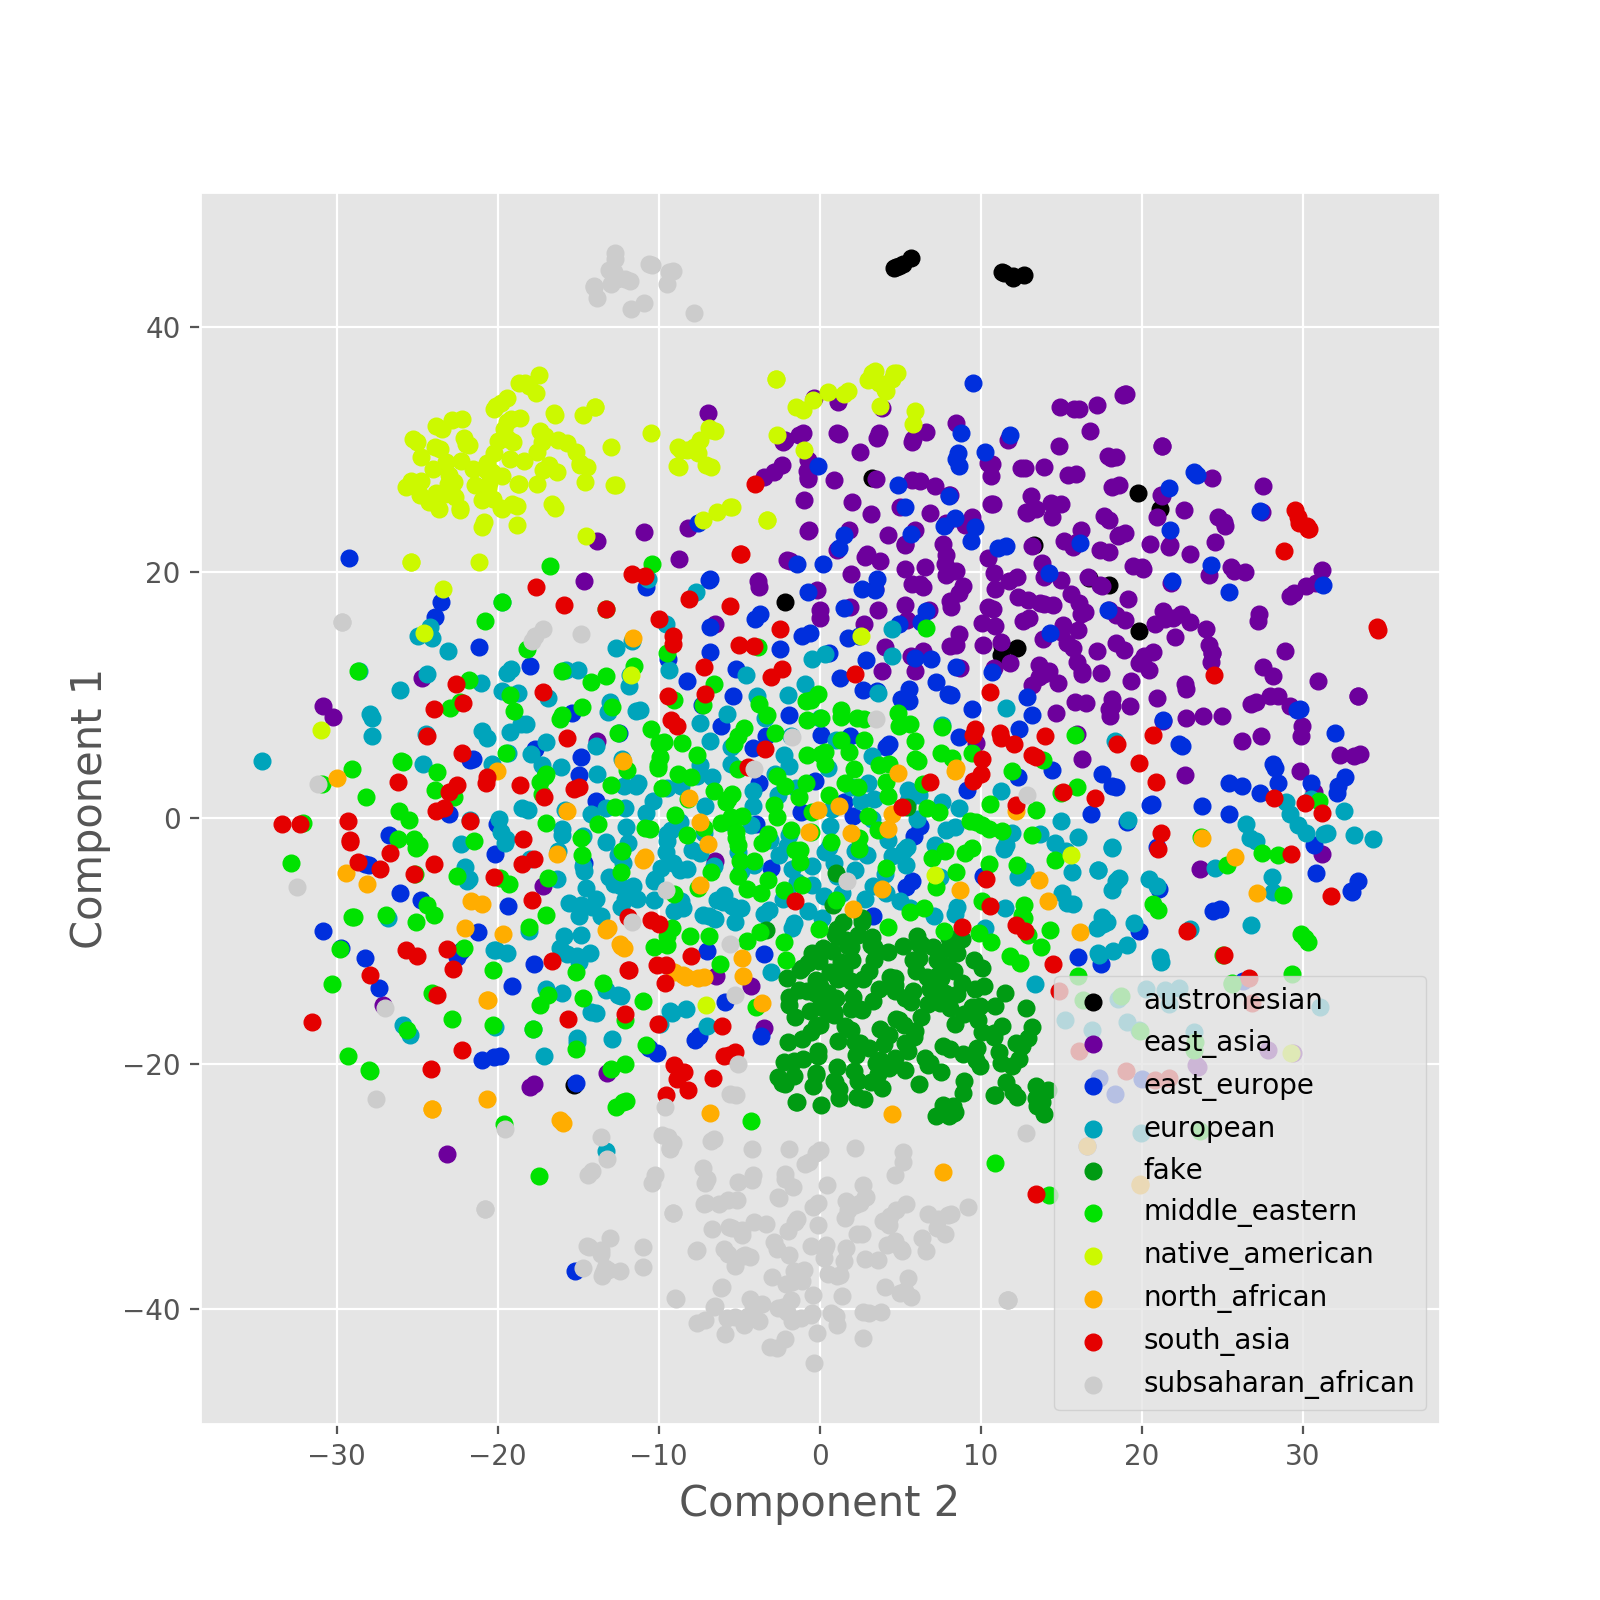 Component 1
40
20
0
−20
−40
−30
−20
−10
0
10
20
30
Component 2
austronesian
east_asia
east_europe
european
fake
middle_eastern
native_american
north_african
south_asia
subsaharan_african